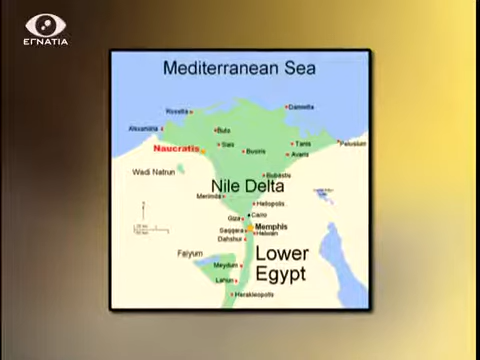 ΕΓΝΑΤΙΑ
Mediterranean Sea
Rosetta
Damietta
Alexandria
Buto
Naucratis
Sais
Busiris
Tanis
Avaris
Pelusium
Wadi Natrun
Bubastis
Nile Delta
Merimda
Heliopolis
Giza
Cairo
Saqqara
Memphis
Helwan
Dahshur
Faiyum
Lower
Egypt
Meydum
Lahun
Herakleopolis